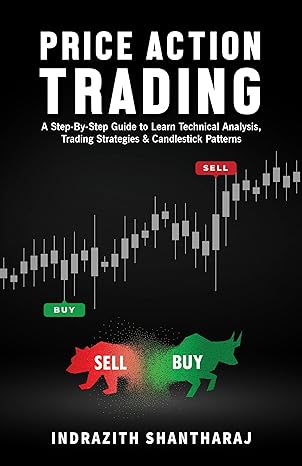 PRICE ACTION
TRADING
A Step-By-Step Guide to Learn Technical Analysis,
Trading Strategies & Candlestick Patterns
SELL
BUY
SELL BUY
INDRAZITH SHANTHARAJ